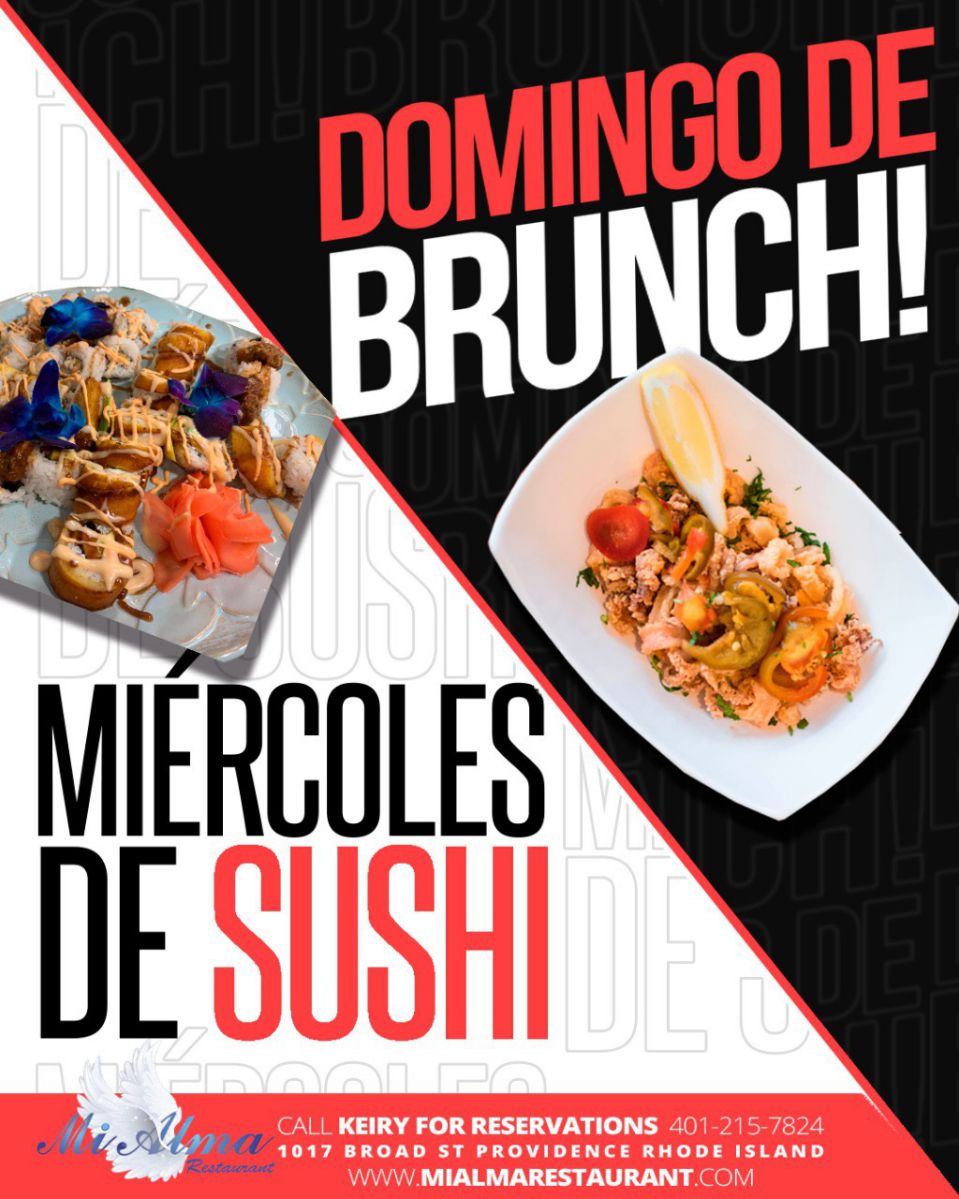 DOMINGO DE
BRUNCH!
MIÉRCOLES
DE SUSHI
Mi Alma
Restaurant
CALL KEIRY FOR RESERVATIONS 401-215-7824
1017 BROAD ST PROVIDENCE RHODE ISLAND
WWW.MIALMARESTAURANT.COM